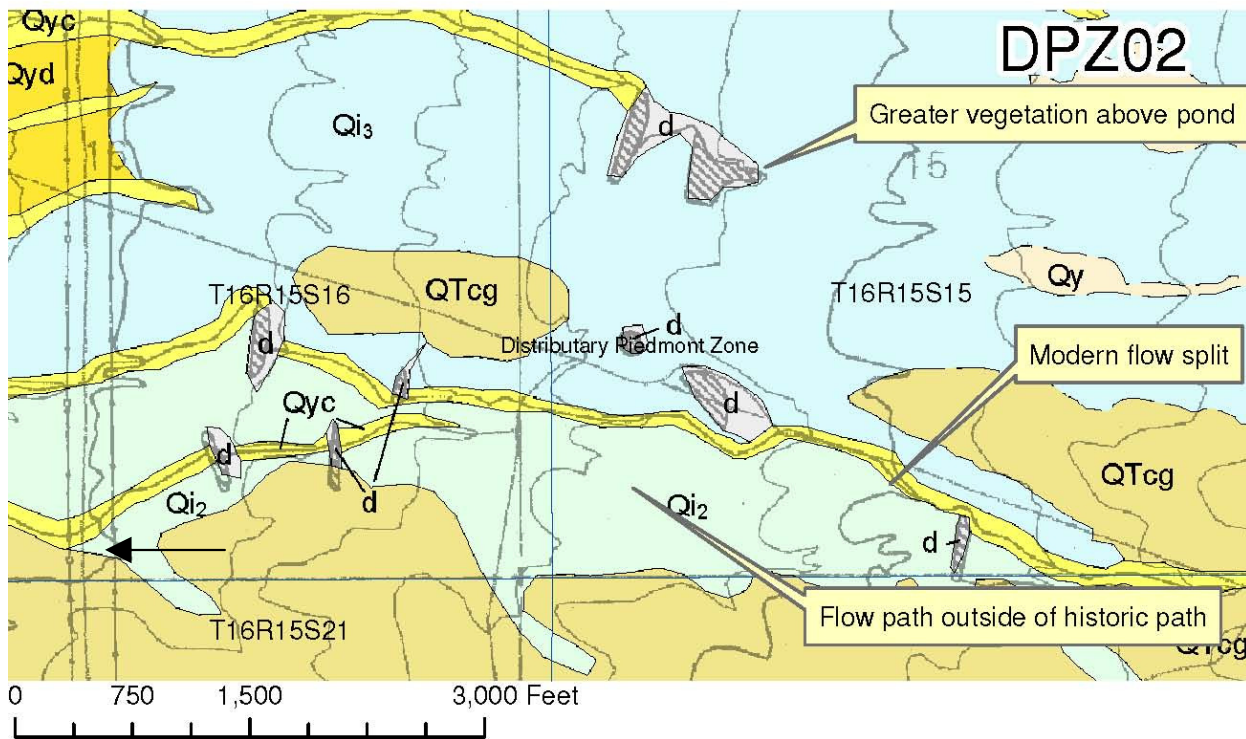 Qyc
DPZ02
Qyd
Greater vegetation above pond
Qi3
d
15
T16R15S16
QTcg
T16R15S15
Qy
d
Distributary Piedmont Zone
d
Modern flow split
d
Qyc
QTcg
d
Qi2
d
Qi2
d
Flow path outside of historic path
T16R15S21
QTcg
0 750 1,500 3,000 Feet